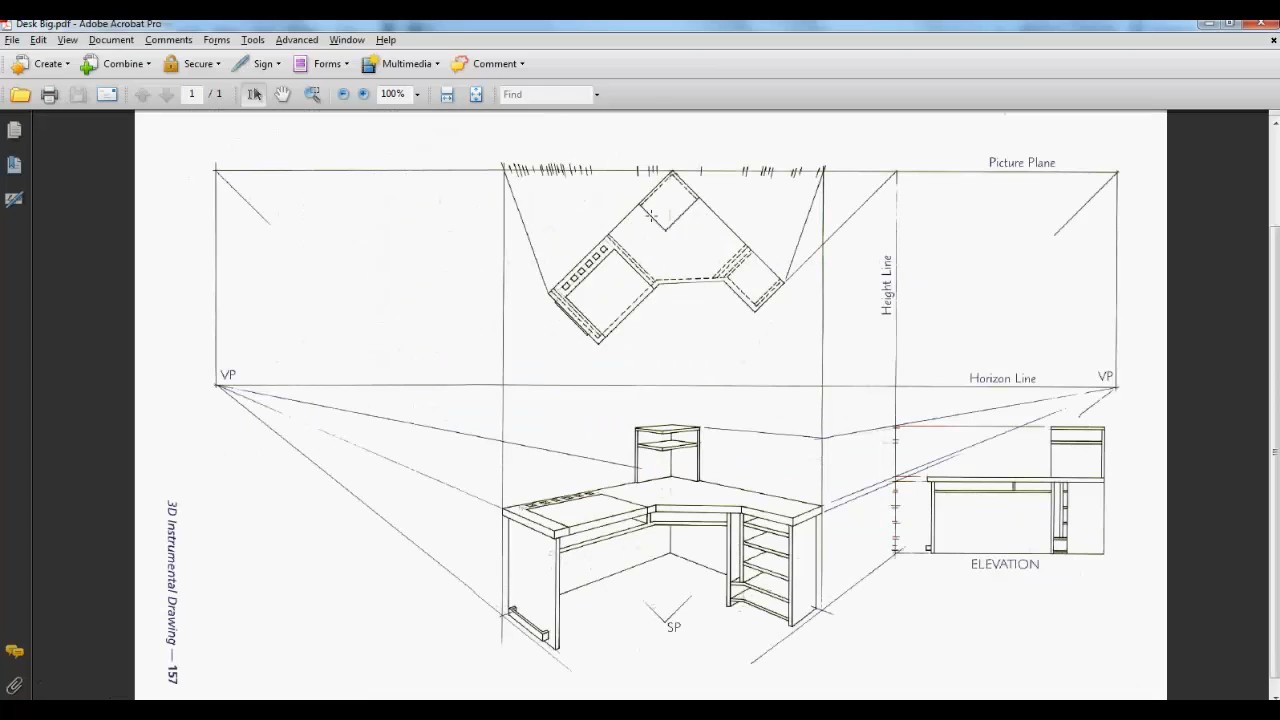 Desk Big.pdf - Adobe Acrobat Pro
File Edit View Document Comments Forms Tools Advanced Window Help
Create Combine Secure Sign Forms Multimedia Comment
1 / 1 100% Find
Picture Plane
Height Line
VP
Horizon Line VP
3D Instrumental Drawing — 157
ELEVATION
SP